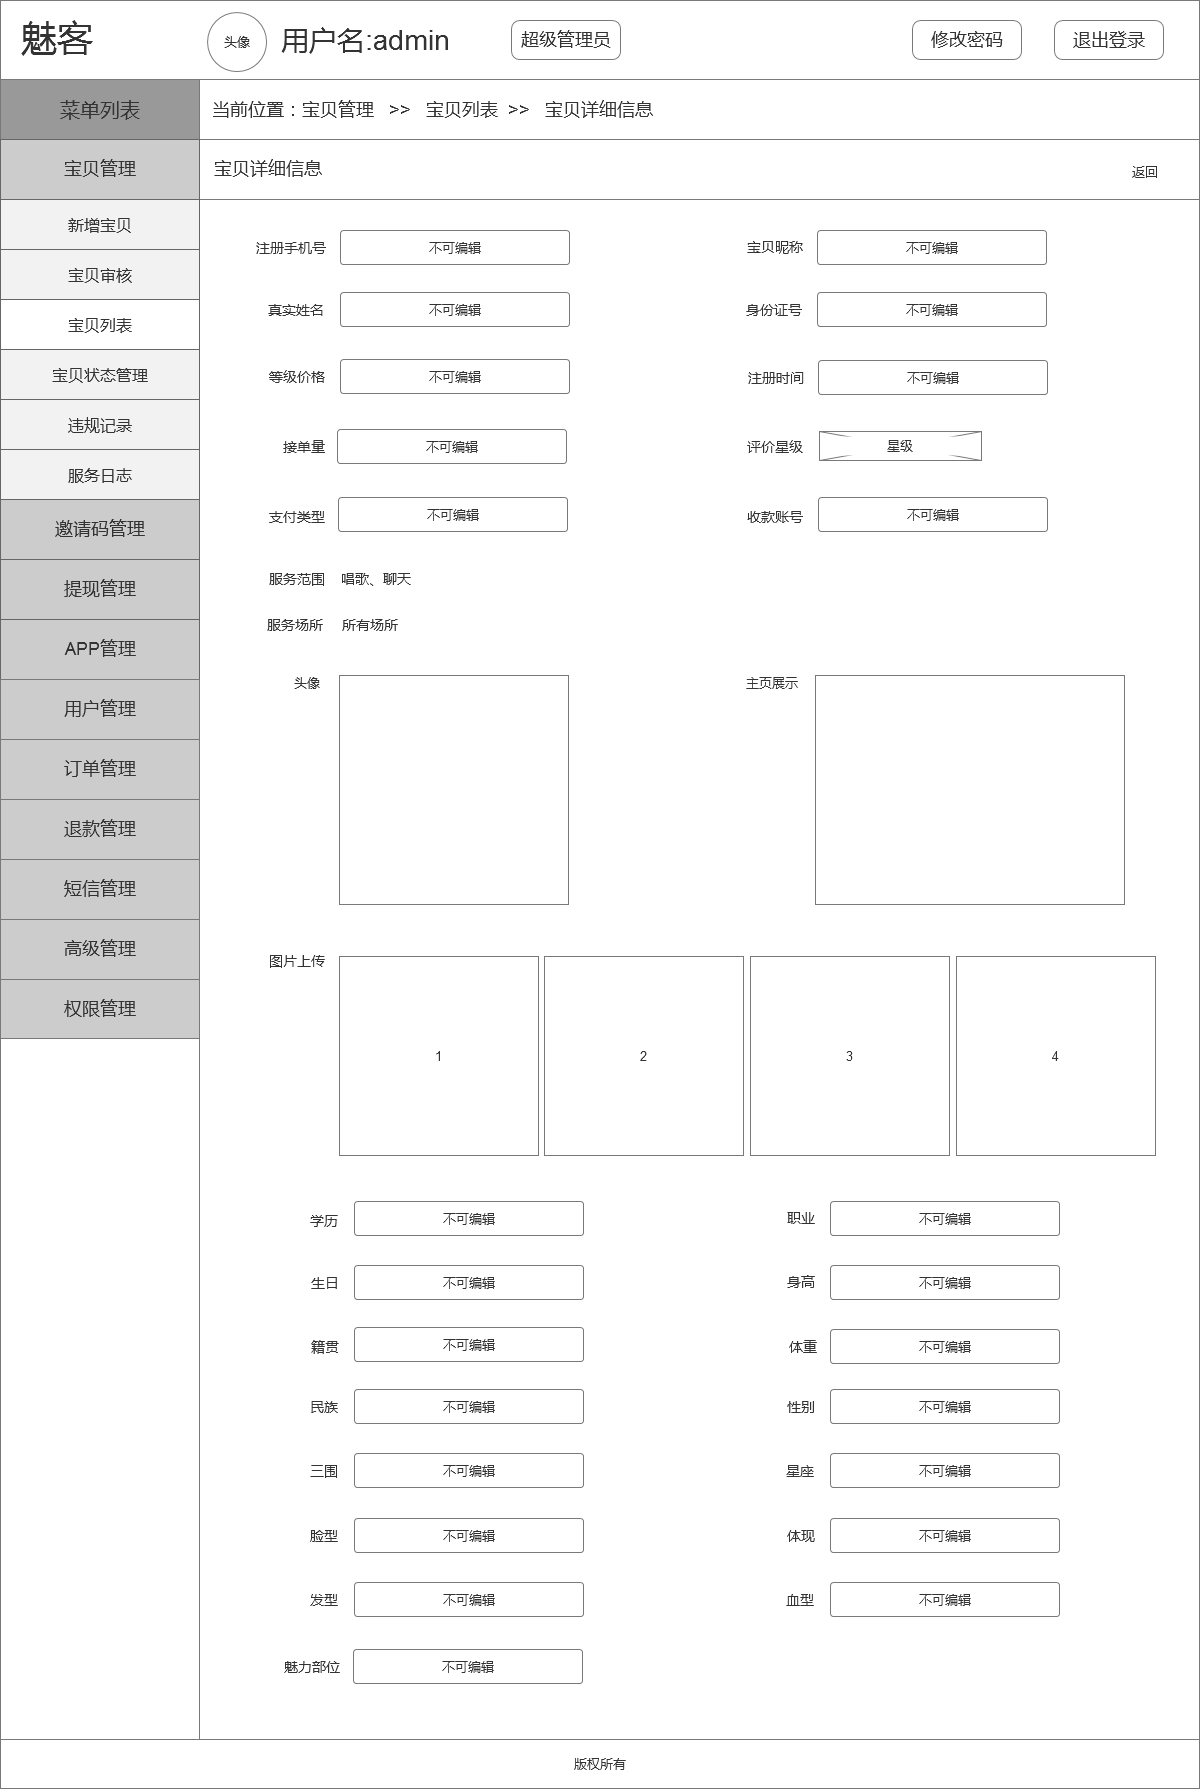 魅客
头像
用户名:admin
超级管理员
修改密码
退出登录
菜单列表
当前位置：宝贝管理 >> 宝贝列表 >> 宝贝详细信息
宝贝管理
宝贝详细信息
返回
新增宝贝
宝贝审核
宝贝列表
宝贝状态管理
违规记录
服务日志
邀请码管理
提现管理
APP管理
用户管理
订单管理
退款管理
短信管理
高级管理
权限管理
注册手机号 不可编辑 宝贝昵称 不可编辑
真实姓名 不可编辑 身份证号 不可编辑
等级价格 不可编辑 注册时间 不可编辑
接单量 不可编辑 评价星级 星级
支付类型 不可编辑 收款账号 不可编辑
服务范围 唱歌、聊天
服务场所 所有场所
头像 主页展示
图片上传
1 2 3 4
学历 不可编辑 职业 不可编辑
生日 不可编辑 身高 不可编辑
籍贯 不可编辑 体重 不可编辑
民族 不可编辑 性别 不可编辑
三围 不可编辑 星座 不可编辑
脸型 不可编辑 体现 不可编辑
发型 不可编辑 血型 不可编辑
魅力部位 不可编辑
版权所有